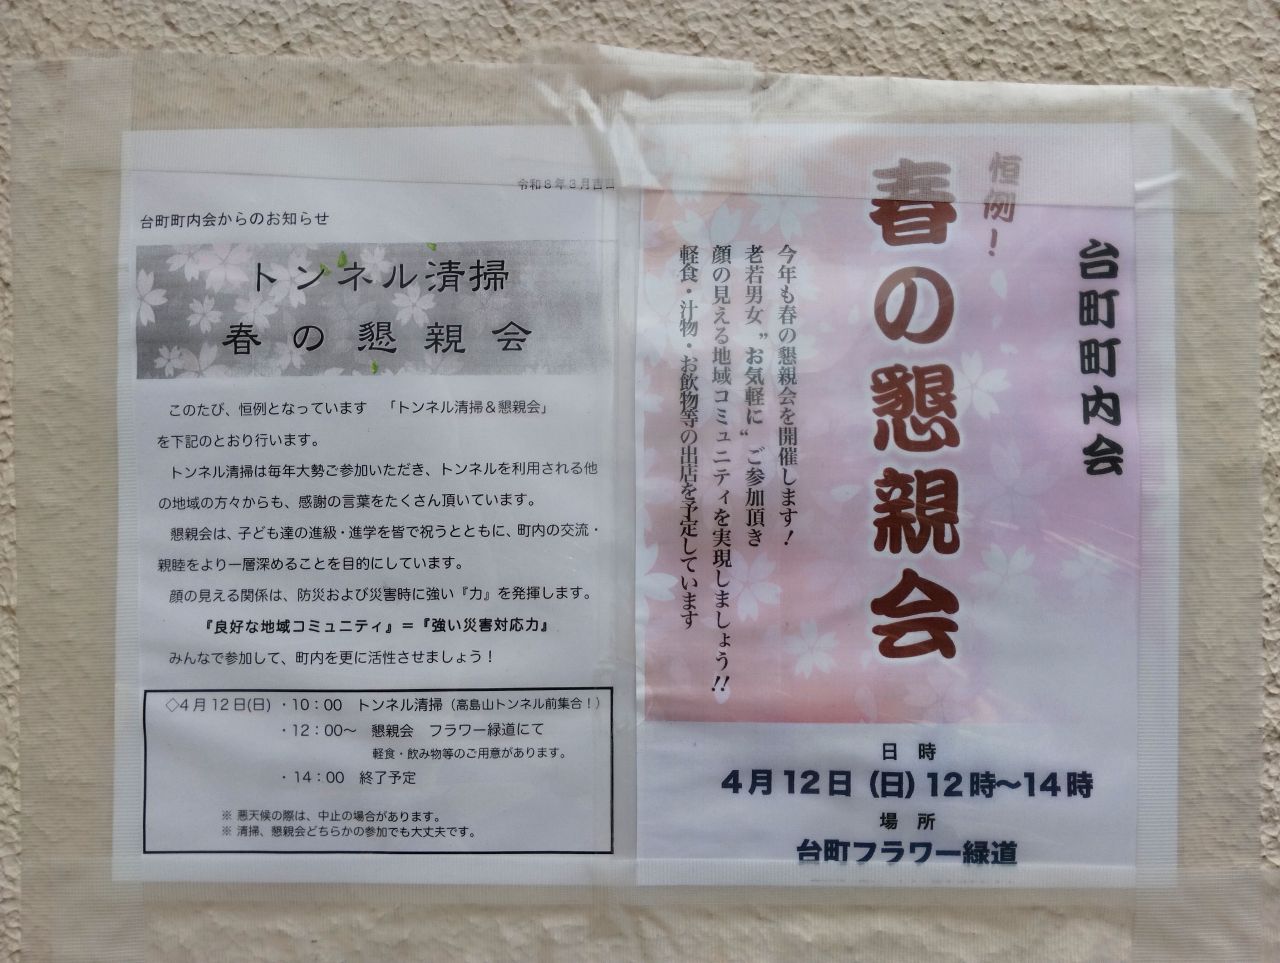 令和8年3月吉日
台町町内会からのお知らせ
トンネル清掃
春の懇親会
このたび、恒例となっています　「トンネル清掃&懇親会」
を下記のとおり行います。
トンネル清掃は毎年大勢ご参加いただき、トンネルを利用される他
の地域の方々からも、感謝の言葉をたくさん頂いています。
懇親会は、子ども達の進級・進学を皆で祝うとともに、町内の交流・
親睦をより一層深めることを目的にしています。
顔の見える関係は、防災および災害時に強い『力』を発揮します。
『良好な地域コミュニティ』=『強い災害対応力』
みんなで参加して、町内を更に活性させましょう!
◇4月12日(日)・10:00　トンネル清掃(高島山トンネル前集合!)
・12:00〜　懇親会　フラワー緑道にて
軽食・飲み物等のご用意があります。
・14:00　終了予定
※ 悪天候の際は、中止の場合があります。
※ 清掃、懇親会どちらかの参加でも大丈夫です。
台町町内会
恒例!
春の懇親会
今年も春の懇親会を開催します!
老若男女〝お気軽に〟ご参加頂き
顔の見える地域コミュニティを実現しましょう!!
軽食・汁物・お飲物等の出店を予定しています
日　時
4月12日(日)12時〜14時
場　所
台町フラワー緑道